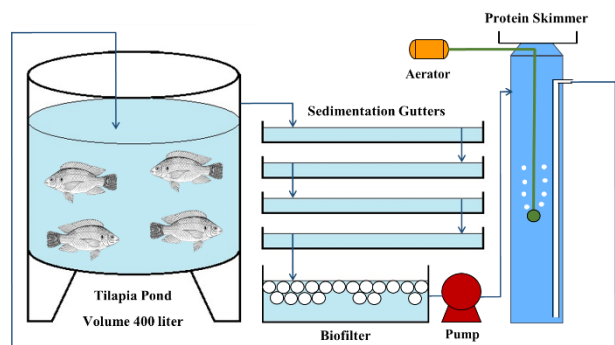 Protein Skimmer
Aerator
Sedimentation Gutters
Tilapia Pond
Volume 400 liter
Biofilter
Pump